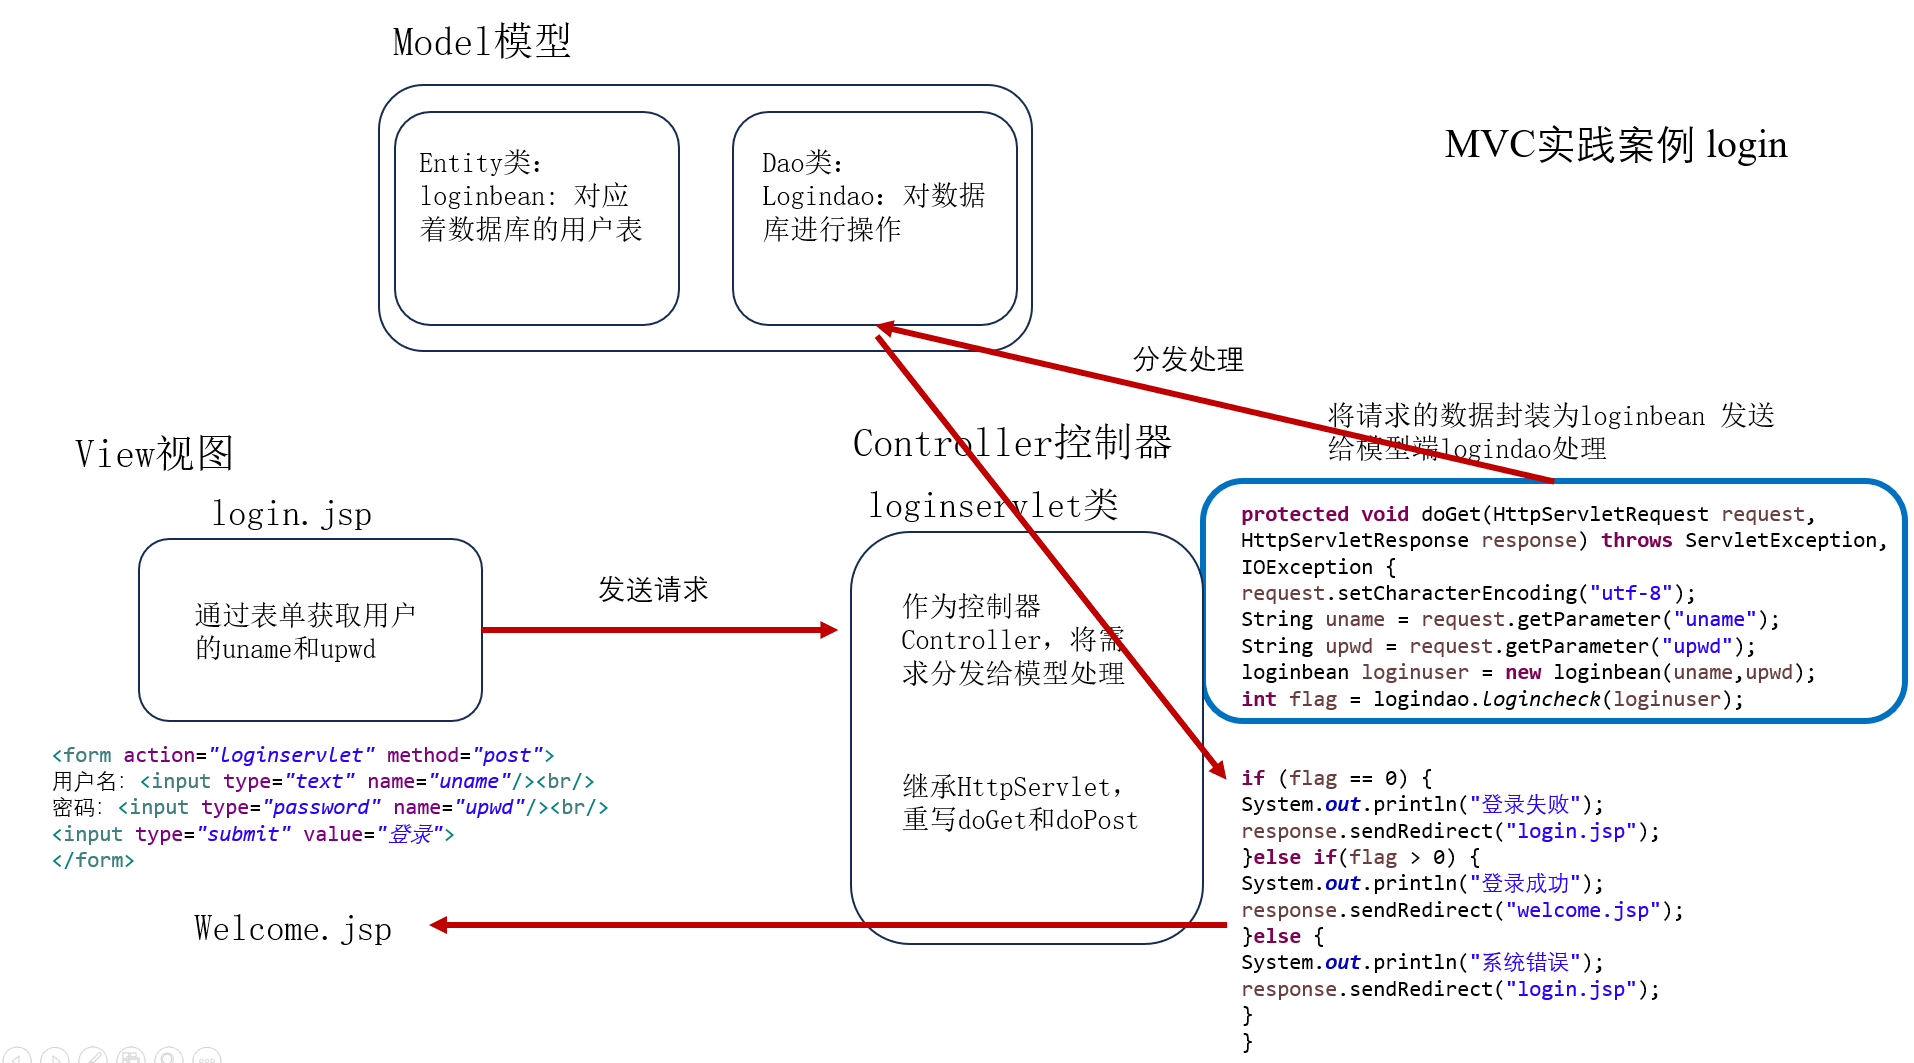 Model模型
Entity类：
loginbean: 对应
着数据库的用户表
Dao类：
Logindao: 对数据
库进行操作
MVC实践案例 login
分发处理
将请求的数据封装为loginbean 发送
给模型端logindao处理
View视图
login.jsp
通过表单获取用户
的uname和upwd
发送请求
Controller控制器
loginservlet类
作为控制器
Controller，将需
求分发给模型处理
继承HttpServlet，
重写doGet和doPost
protected void doGet(HttpServletRequest request,
HttpServletResponse response) throws ServletException,
IOException {
request.setCharacterEncoding("utf-8");
String uname = request.getParameter("uname");
String upwd = request.getParameter("upwd");
loginbean loginuser = new loginbean(uname,upwd);
int flag = logindao.logincheck(loginuser);
<form action="loginservlet" method="post">
用户名：<input type="text" name="uname"/><br/>
密码：<input type="password" name="upwd"/><br/>
<input type="submit" value="登录">
</form>
Welcome.jsp
if (flag == 0) {
System.out.println("登录失败");
response.sendRedirect("login.jsp");
}else if(flag > 0) {
System.out.println("登录成功");
response.sendRedirect("welcome.jsp");
}else {
System.out.println("系统错误");
response.sendRedirect("login.jsp");
}
}